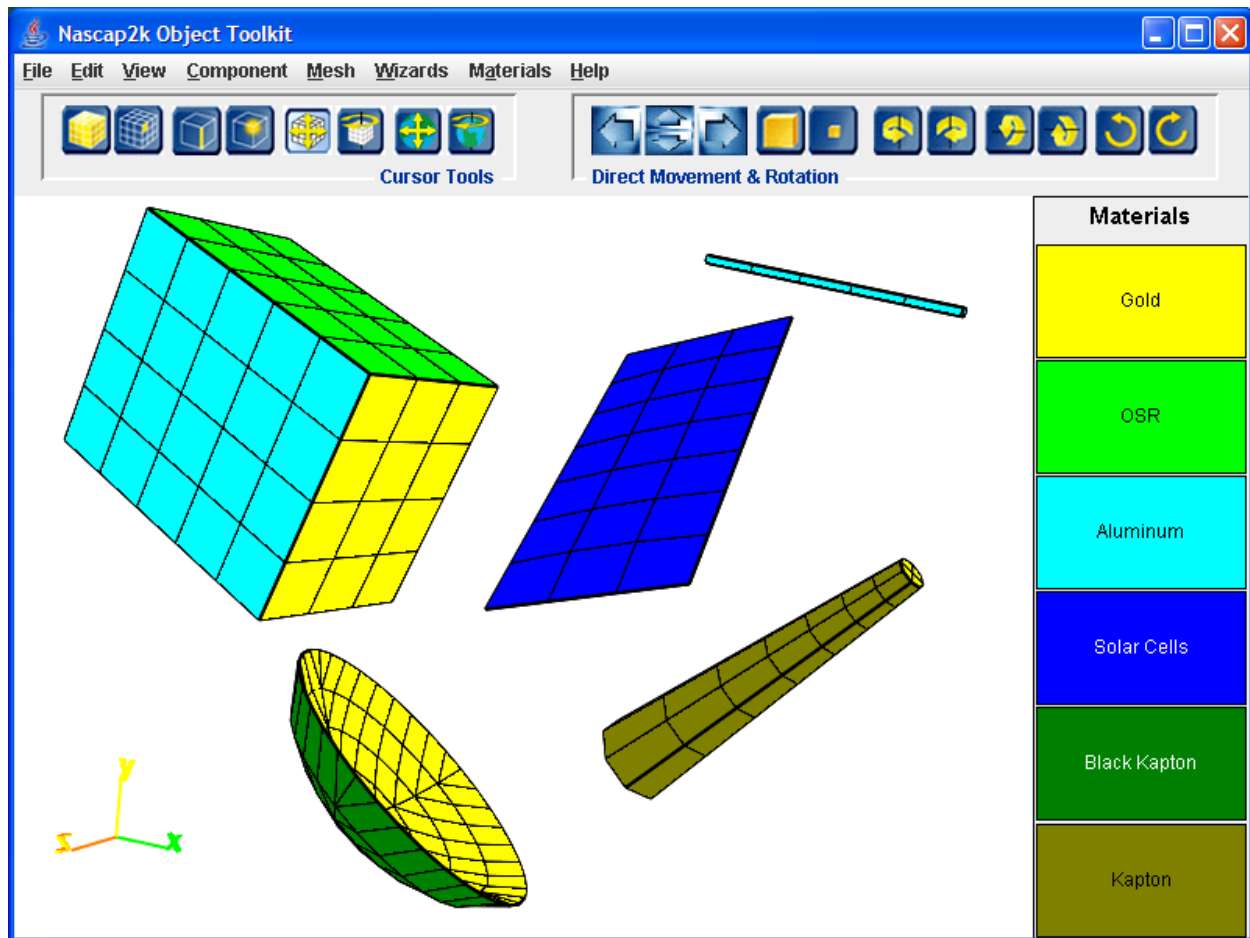 Nascap2k Object Toolkit
File Edit View Component Mesh Wizards Materials Help
Cursor Tools
Direct Movement & Rotation
Materials
Gold
OSR
Aluminum
Solar Cells
Black Kapton
Kapton
y
z x